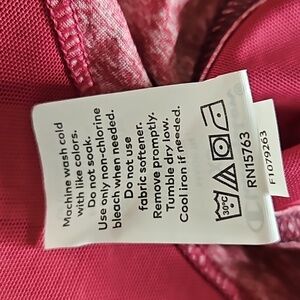 Machine wash cold
with like colors.
Do not soak.
Use only non-chlorine
bleach when needed.
Do not use
fabric softener.
Remove promptly.
Tumble dry low.
Cool iron if needed.
30°C
RN15763
F1079263